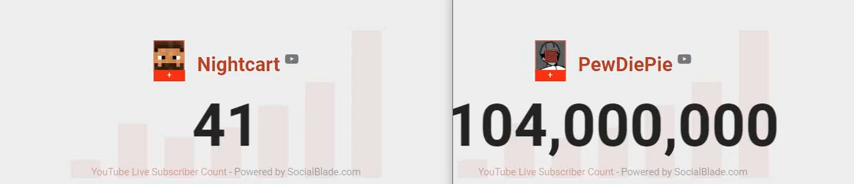 Nightcart
41
YouTube Live Subscriber Count - Powered by SocialBlade.com
PewDiePie
104,000,000
YouTube Live Subscriber Count - Powered by SocialBlade.com